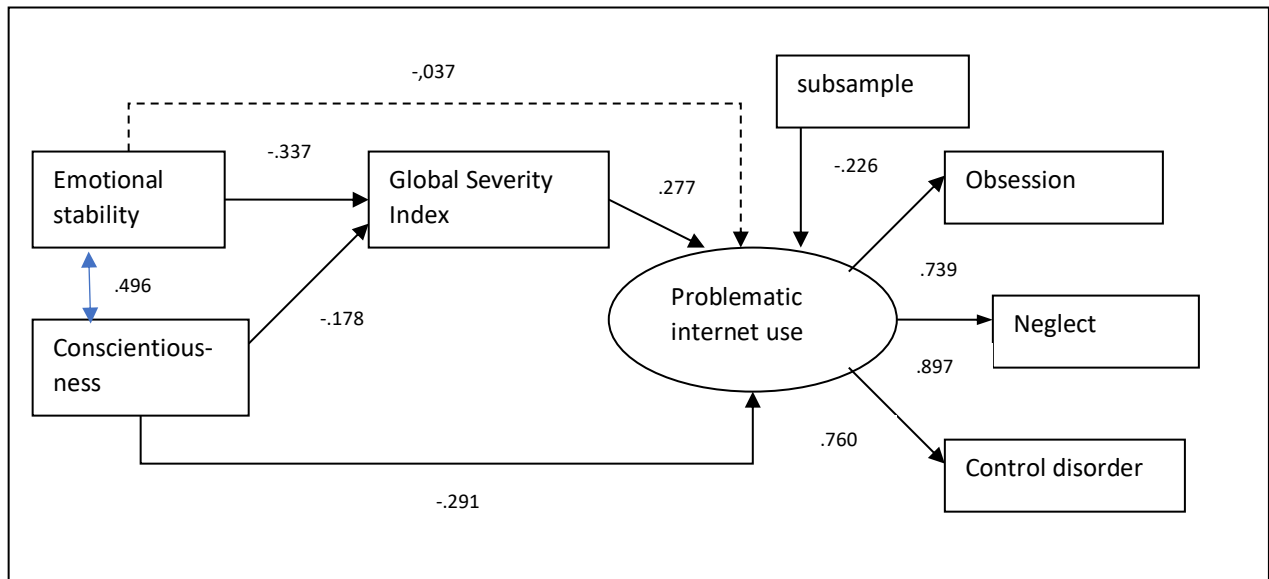 -,037
subsample
-.337
-.226
Emotional
stability
Global Severity
Index
.277
Obsession
.496
.739
-.178
Problematic
internet use
Neglect
Conscientious-
ness
.897
.760
Control disorder
-.291